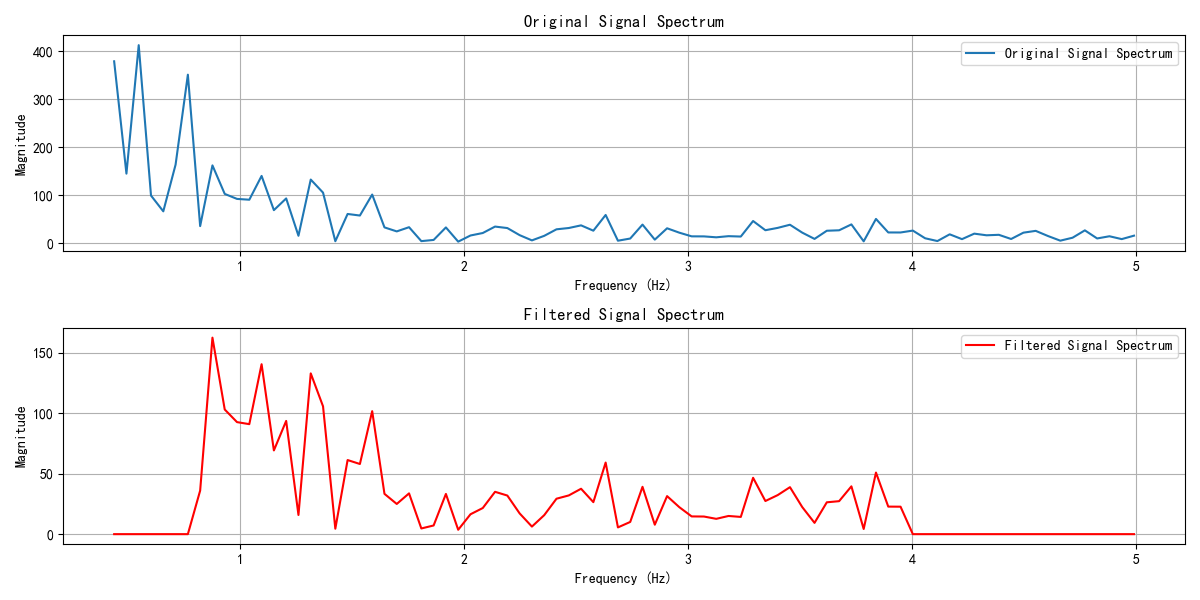 Original Signal Spectrum
Original Signal Spectrum
Magnitude
400
300
200
100
0
1
2
3
4
5
Frequency (Hz)
Filtered Signal Spectrum
Filtered Signal Spectrum
Magnitude
150
100
50
0
1
2
3
4
5
Frequency (Hz)